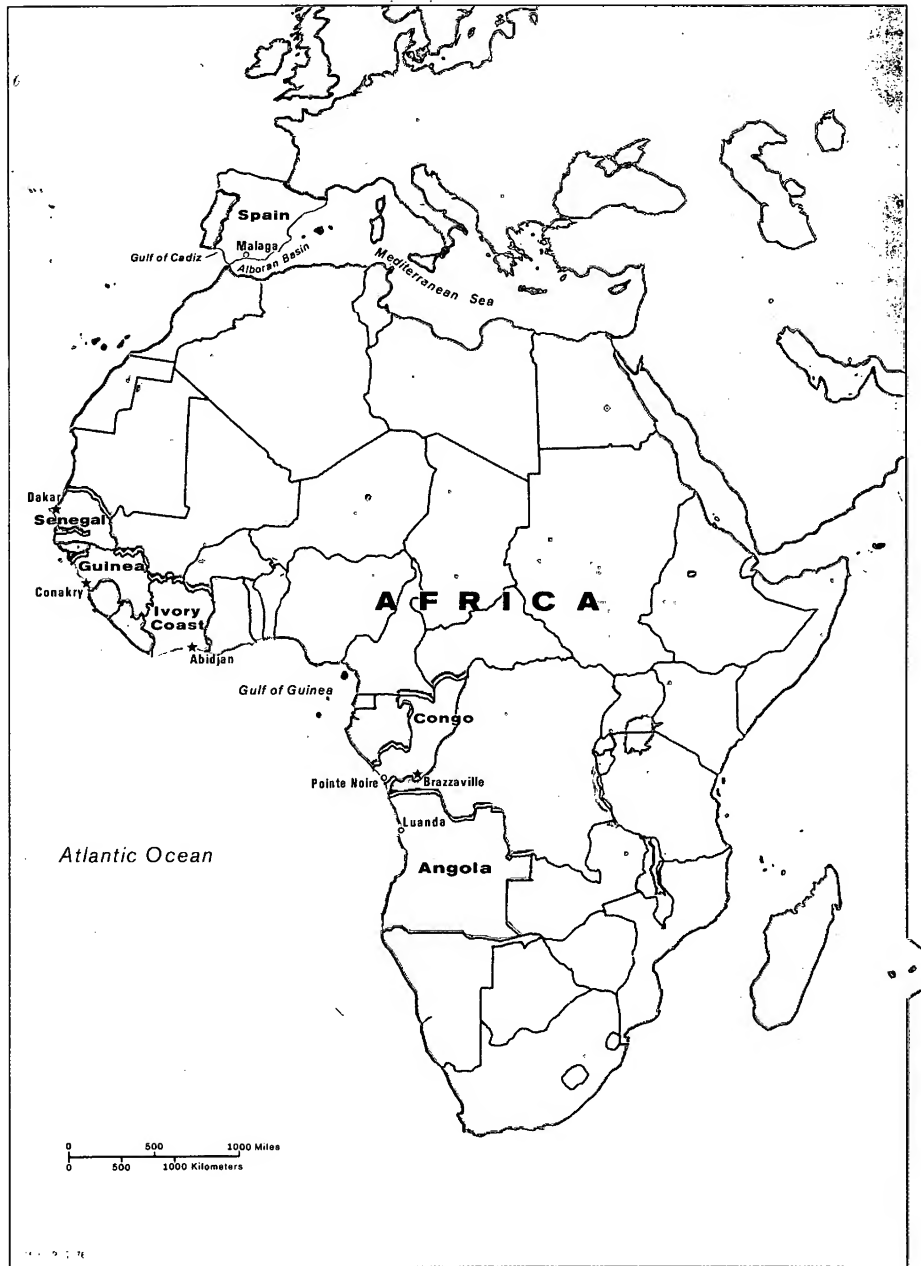 Spain
Malaga
Gulf of Cadiz
Alboran Basin
Mediterranean Sea
Dakar
Senegal
Guinea
Conakry
Ivory
Coast
Abidjan
AFRICA
Gulf of Guinea
Congo
Pointe Noire
Brazzaville
Luanda
Angola
Atlantic Ocean
0 500 1000 Miles
0 500 1000 Kilometers